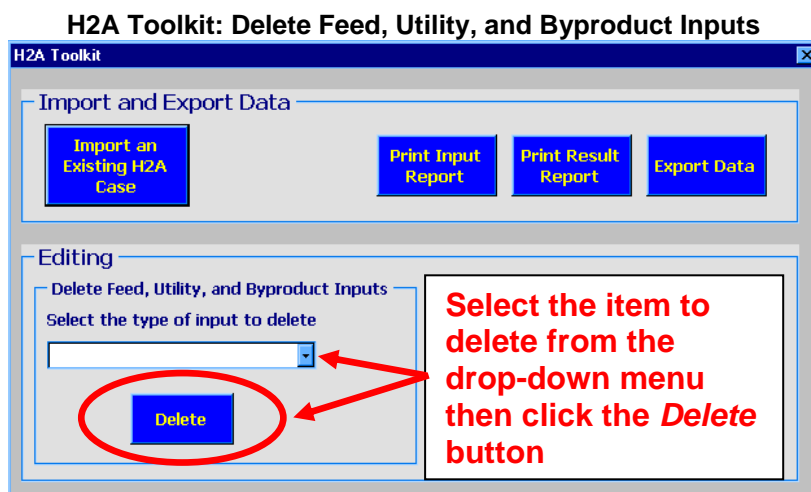 H2A Toolkit: Delete Feed, Utility, and Byproduct Inputs
H2A Toolkit
Import and Export Data
Import an
Existing H2A
Case
Print Input
Report
Print Result
Report
Export Data
Editing
Delete Feed, Utility, and Byproduct Inputs
Select the type of input to delete
Delete
Select the item to
delete from the
drop-down menu
then click the Delete
button